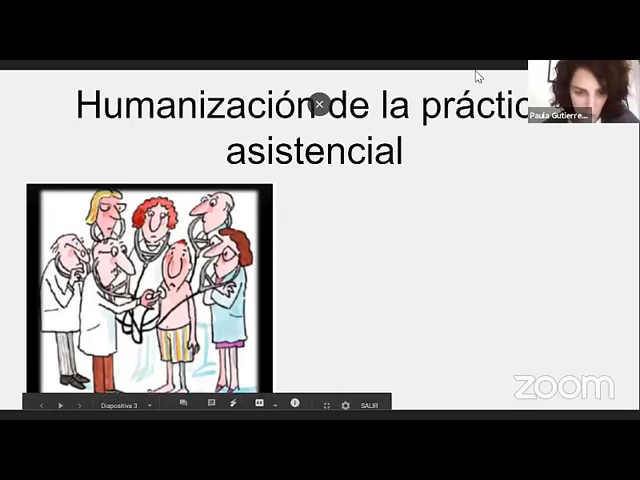 Humanización de la práctic
asistencial
Paula Gutierre...
zoom
Diapositiva 3
SALIR